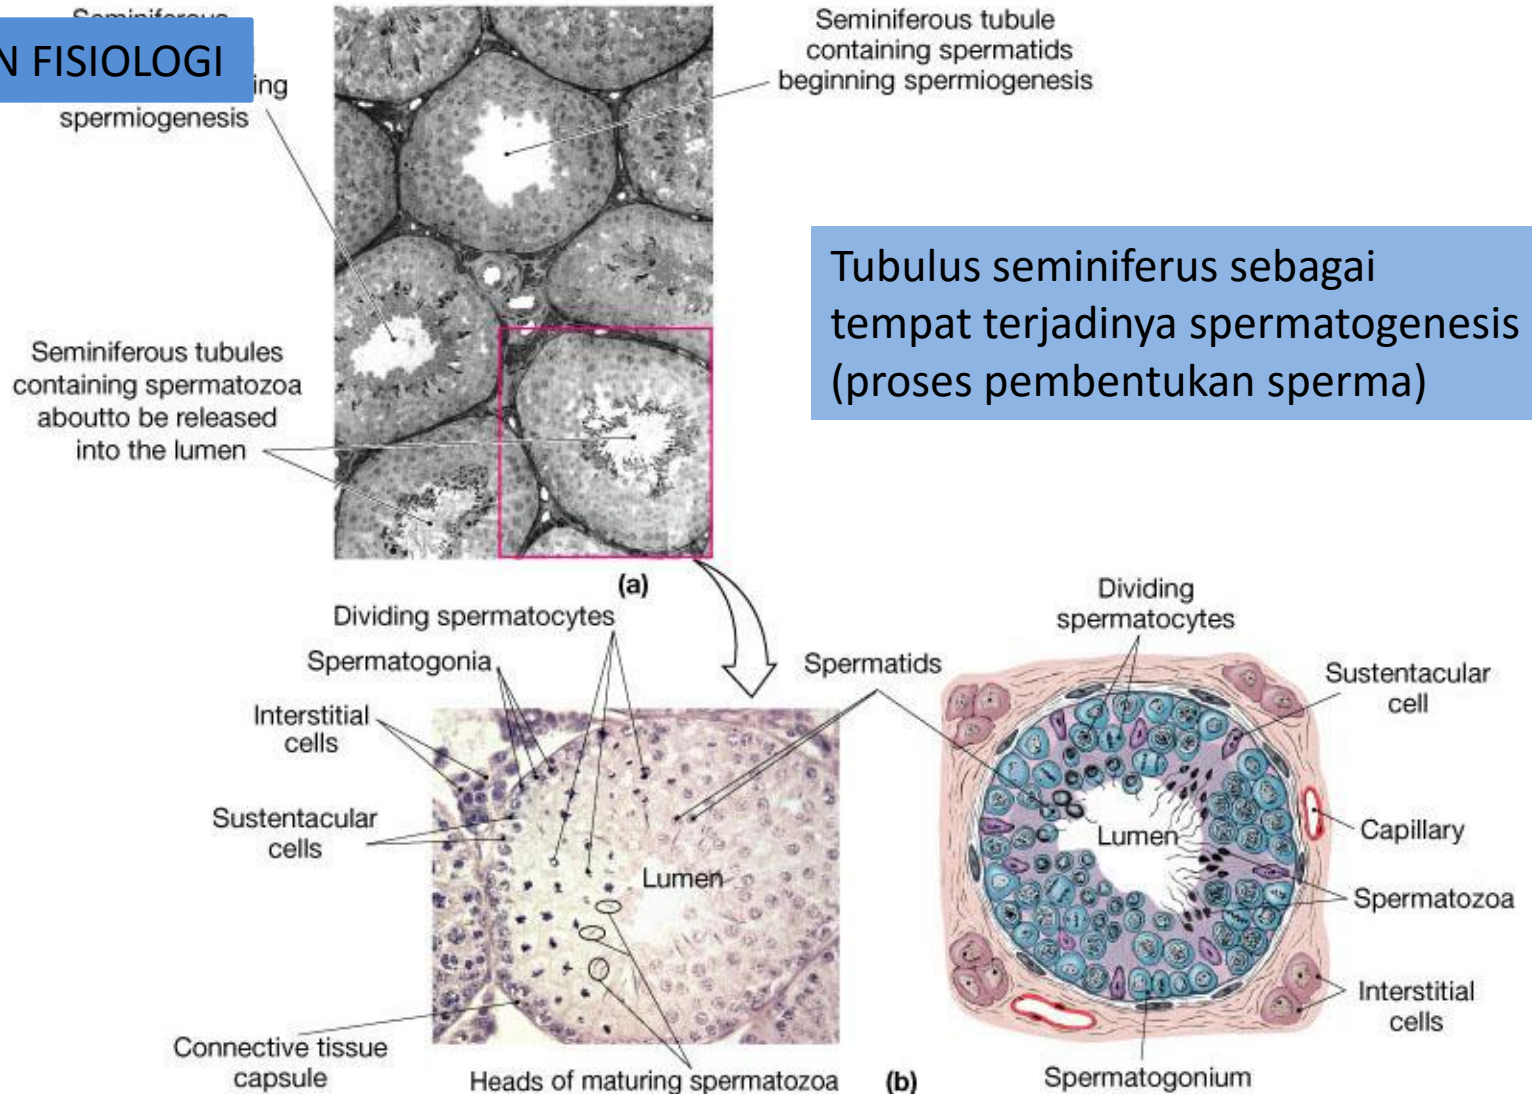 Seminiferous
N FISIOLOGI
ing
spermiogenesis
Seminiferous tubule
containing spermatids
beginning spermiogenesis
Tubulus seminiferus sebagai
tempat terjadinya spermatogenesis
(proses pembentukan sperma)
Seminiferous tubules
containing spermatozoa
aboutto be released
into the lumen
(a)
Dividing spermatocytes
Spermatogonia
Interstitial
cells
Sustentacular
cells
Lumen
Connective tissue
capsule
Heads of maturing spermatozoa
Spermatids
(b)
Dividing
spermatocytes
Sustentacular
cell
Lumen
Capillary
Spermatozoa
Interstitial
cells
Spermatogonium